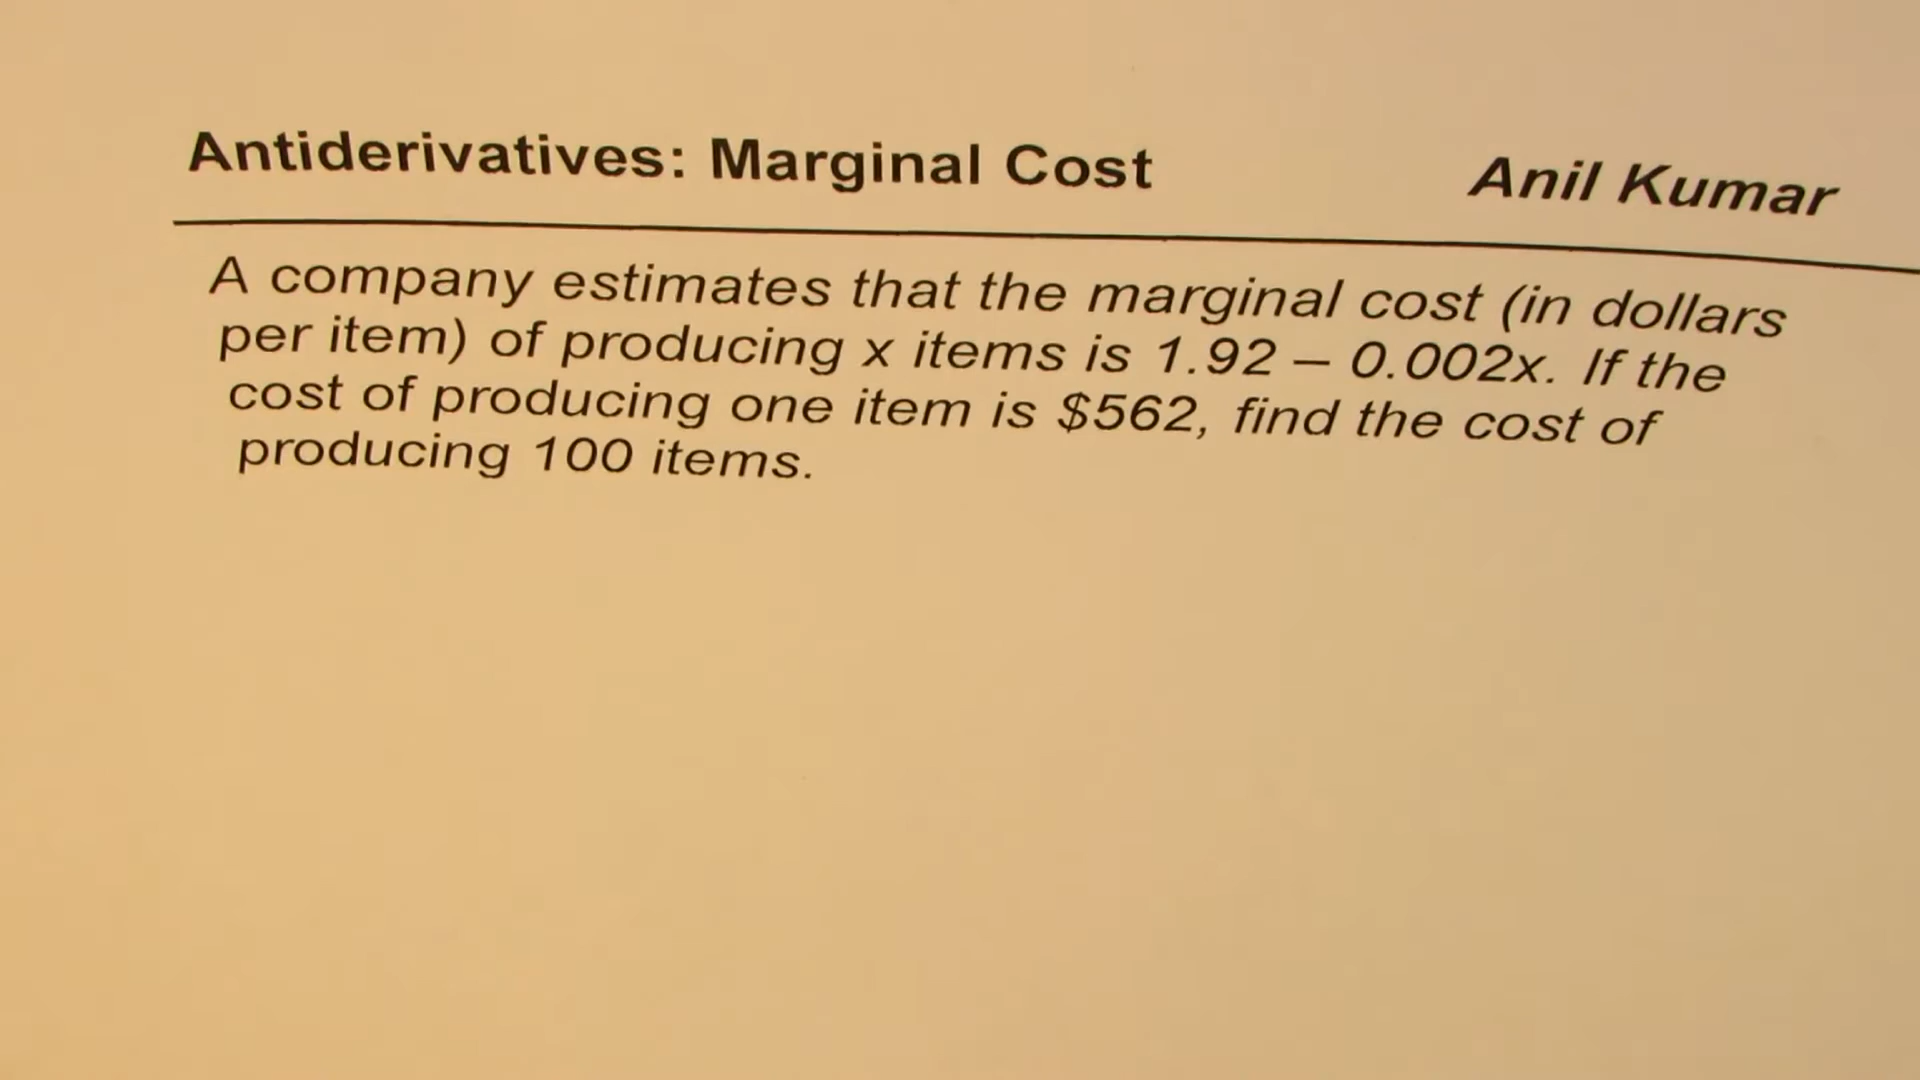 Antiderivatives: Marginal Cost
Anil Kumar
A company estimates that the marginal cost (in dollars
per item) of producing x items is 1.92 – 0.002x. If the
cost of producing one item is $562, find the cost of
producing 100 items.